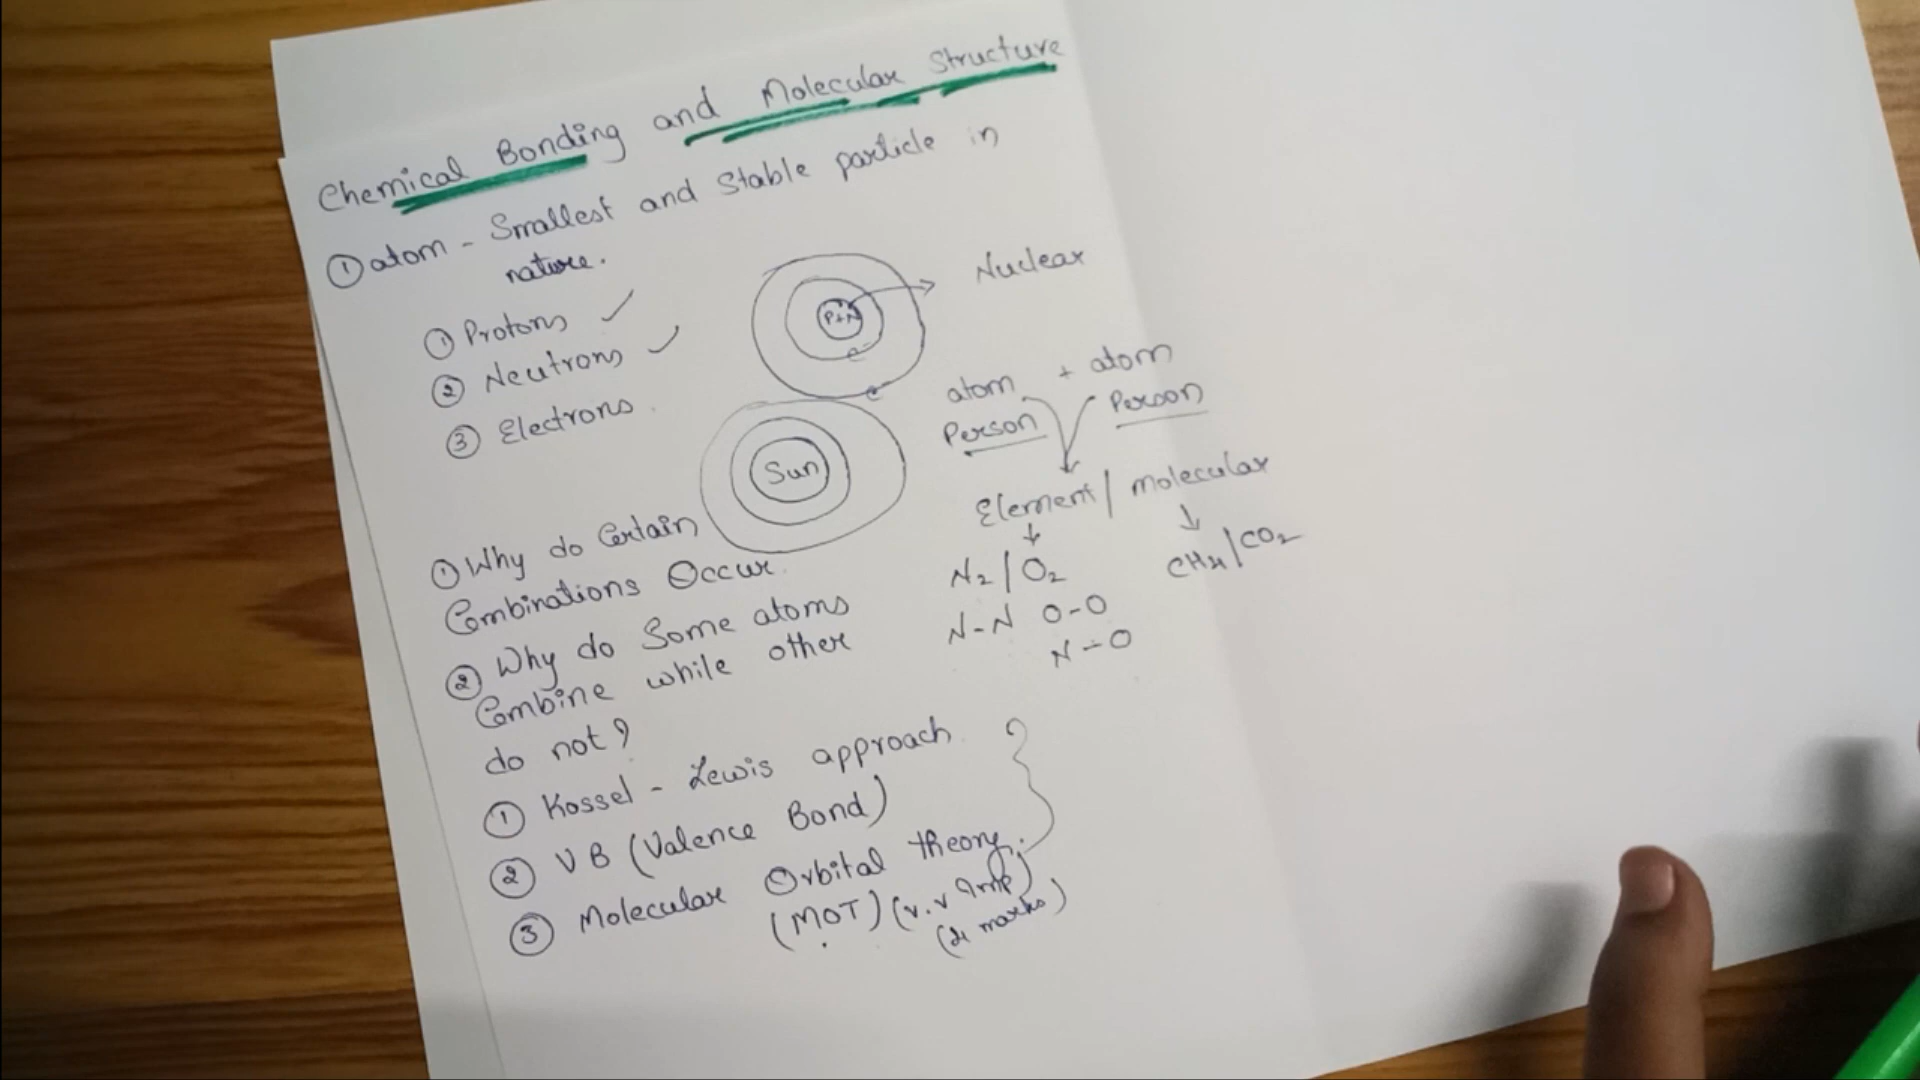 Chemical Bonding and Molecular Structure
① atom - Smallest and Stable particle in
nature.
① Protons ✓
② Neutrons ✓
③ Electrons.
P+N
e⁻
e⁻
Nuclear
Sun
atom + atom
Person Person
Element / molecular
↓ ↓
N₂ / O₂ CH₄ / CO₂
N-N O-O
N-O
① Why do Certain
Combinations Occur.
② Why do Some atoms
Combine while other
do not?
① Kossel - Lewis approach
② VB (Valence Bond)
③ Molecular Orbital theory.
(MOT) (v.v Imp)
(4 marks)